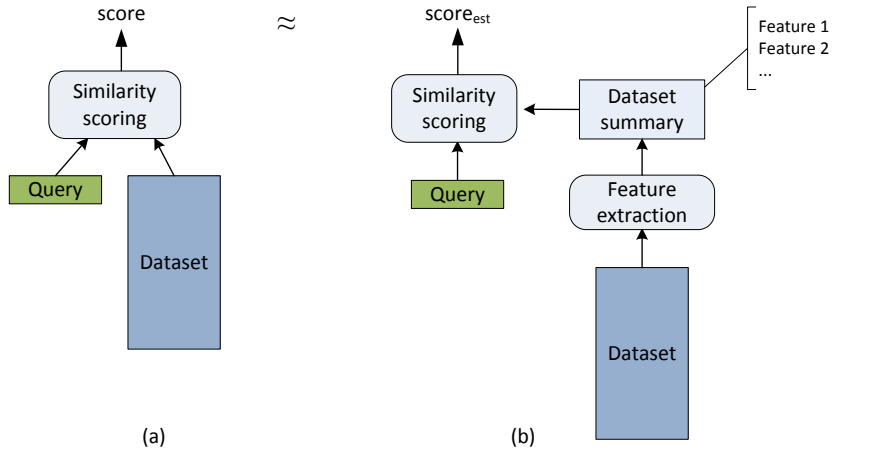 score
Similarity
scoring
Query
Dataset
(a)
≈
score_est
Similarity
scoring
Query
Dataset
summary
Feature 1
Feature 2
...
Feature
extraction
Dataset
(b)